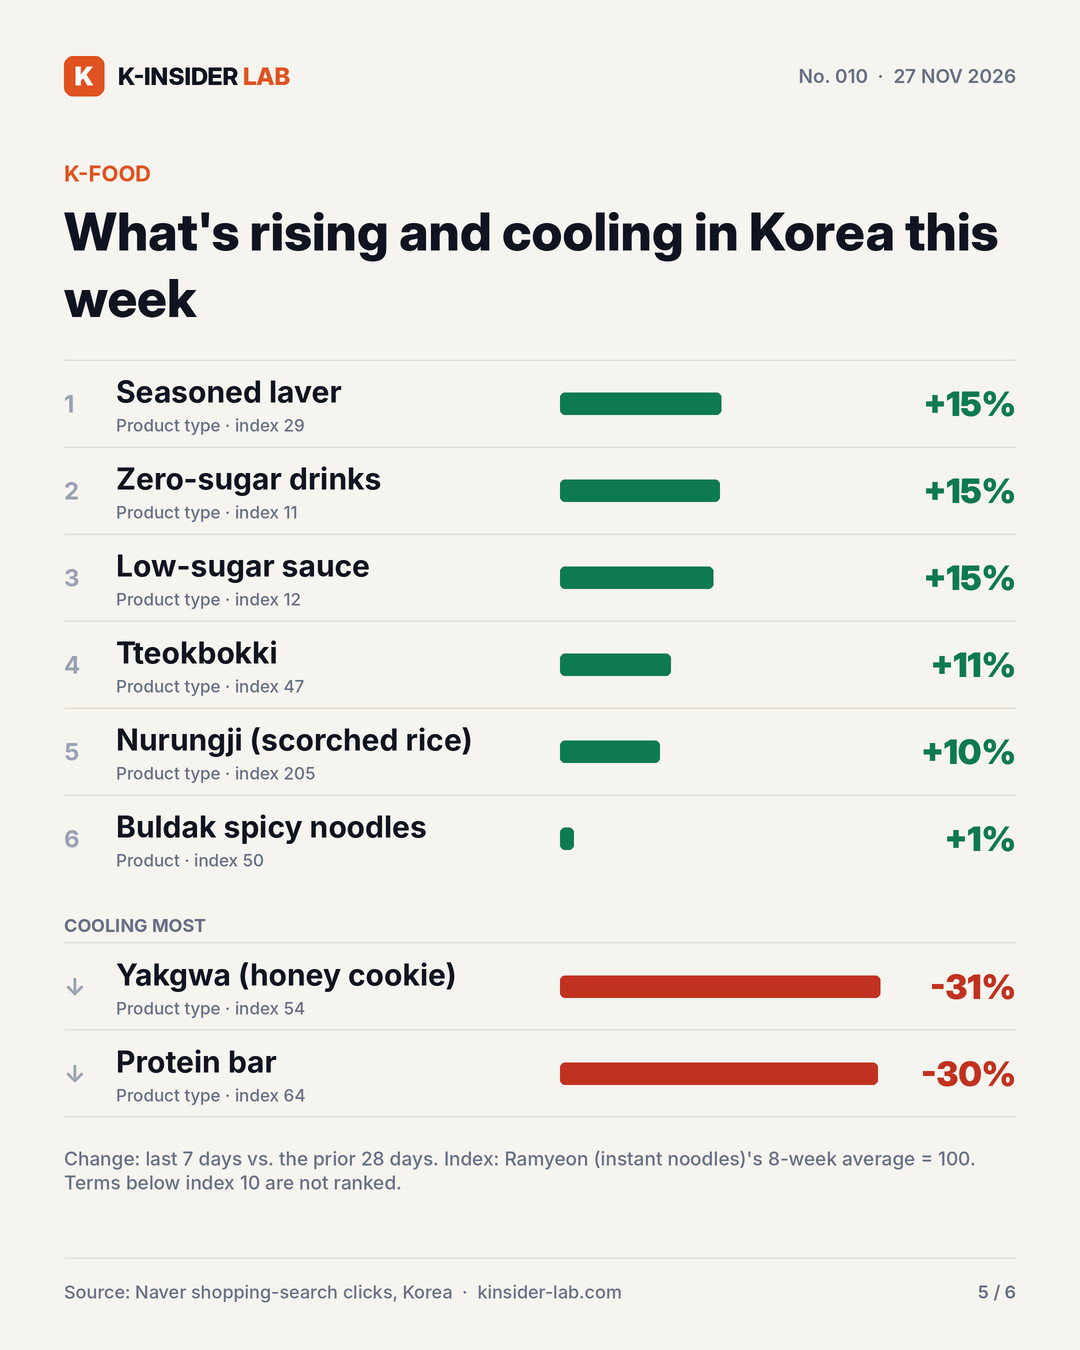 K K-INSIDER LAB
No. 010 · 27 NOV 2026
K-FOOD
What's rising and cooling in Korea this
week
1 Seasoned laver +15%
Product type · index 29
2 Zero-sugar drinks +15%
Product type · index 11
3 Low-sugar sauce +15%
Product type · index 12
4 Tteokbokki +11%
Product type · index 47
5 Nurungji (scorched rice) +10%
Product type · index 205
6 Buldak spicy noodles +1%
Product · index 50
COOLING MOST
↓ Yakgwa (honey cookie) -31%
Product type · index 54
↓ Protein bar -30%
Product type · index 64
Change: last 7 days vs. the prior 28 days. Index: Ramyeon (instant noodles)'s 8-week average = 100.
Terms below index 10 are not ranked.
Source: Naver shopping-search clicks, Korea · kinsider-lab.com
5 / 6